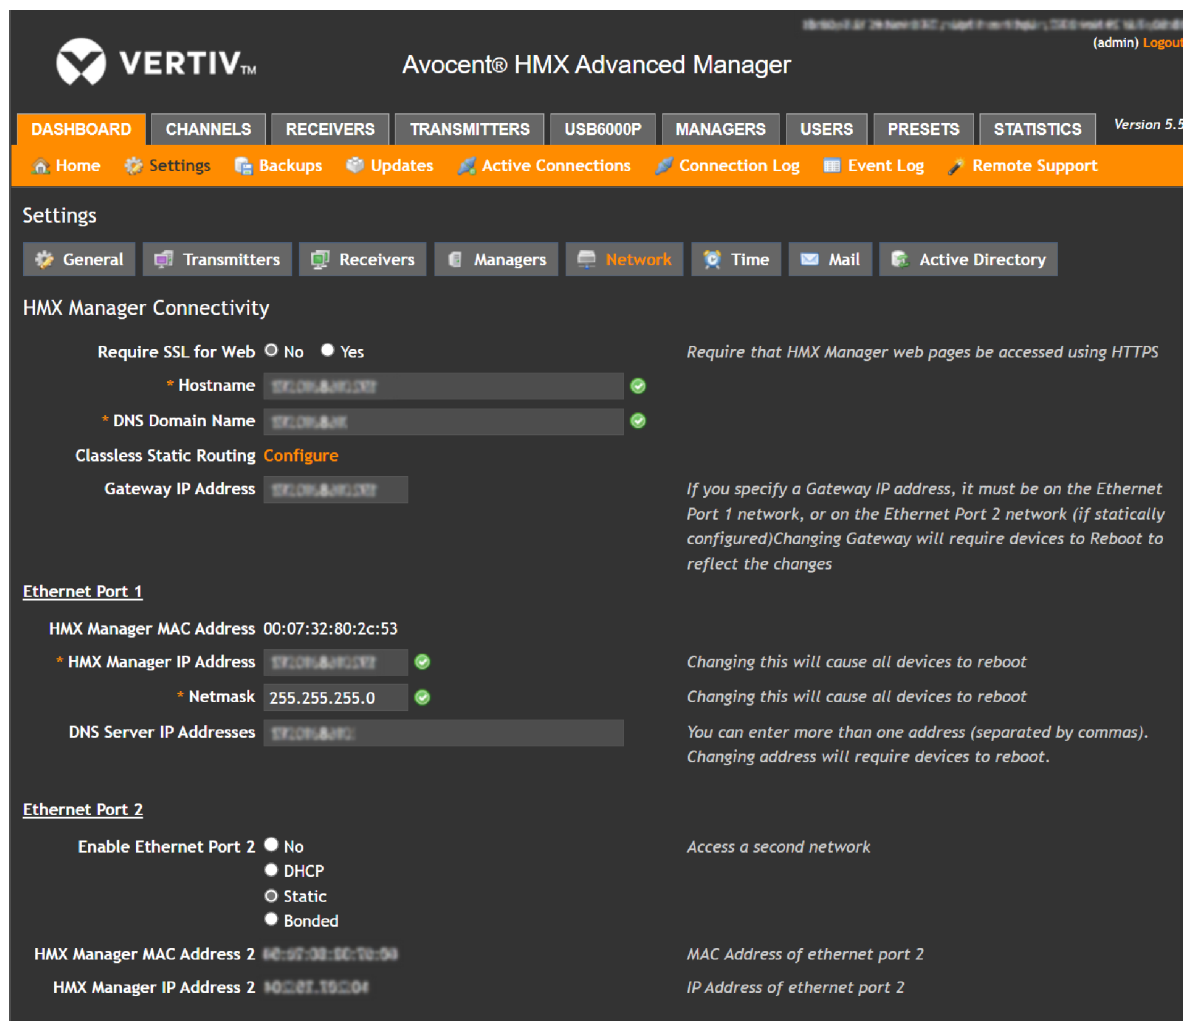 (admin) Logout
VERTIV™
Avocent® HMX Advanced Manager
DASHBOARD CHANNELS RECEIVERS TRANSMITTERS USB6000P MANAGERS USERS PRESETS STATISTICS Version 5.5
Home Settings Backups Updates Active Connections Connection Log Event Log Remote Support
Settings
General Transmitters Receivers Managers Network Time Mail Active Directory
HMX Manager Connectivity
Require SSL for Web No Yes Require that HMX Manager web pages be accessed using HTTPS
* Hostname
* DNS Domain Name
Classless Static Routing Configure
Gateway IP Address If you specify a Gateway IP address, it must be on the Ethernet
Port 1 network, or on the Ethernet Port 2 network (if statically
configured)Changing Gateway will require devices to Reboot to
reflect the changes
Ethernet Port 1
HMX Manager MAC Address 00:07:32:80:2c:53
* HMX Manager IP Address Changing this will cause all devices to reboot
* Netmask 255.255.255.0 Changing this will cause all devices to reboot
DNS Server IP Addresses You can enter more than one address (separated by commas).
Changing address will require devices to reboot.
Ethernet Port 2
Enable Ethernet Port 2 No Access a second network
DHCP
Static
Bonded
HMX Manager MAC Address 2 MAC Address of ethernet port 2
HMX Manager IP Address 2 IP Address of ethernet port 2